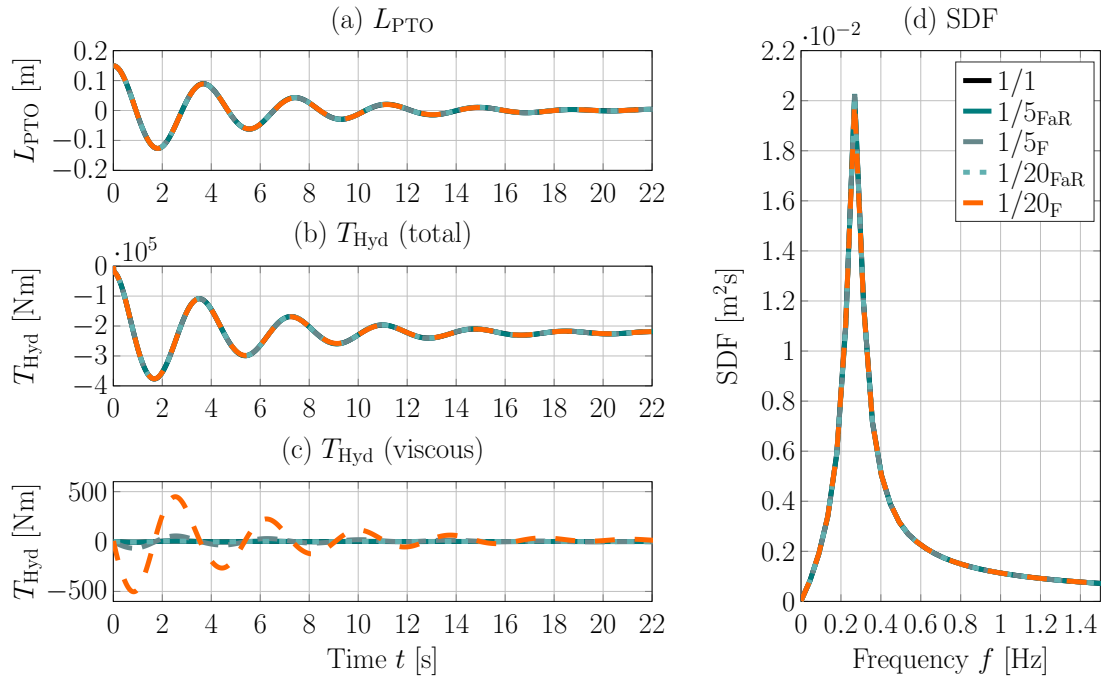 (a) L_PTO
0.2
0.1
0
−0.1
−0.2
L_PTO [m]
0 2 4 6 8 10 12 14 16 18 20 22
(b) T_Hyd (total)
·10^5
0
−1
−2
−3
−4
T_Hyd [Nm]
0 2 4 6 8 10 12 14 16 18 20 22
(c) T_Hyd (viscous)
500
0
−500
T_Hyd [Nm]
0 2 4 6 8 10 12 14 16 18 20 22
Time t [s]
(d) SDF
·10^−2
2.2
2
1.8
1.6
1.4
1.2
1
0.8
0.6
0.4
0.2
0
SDF [m²s]
1/1
1/5_FaR
1/5_F
1/20_FaR
1/20_F
0 0.2 0.4 0.6 0.8 1 1.2 1.4
Frequency f [Hz]